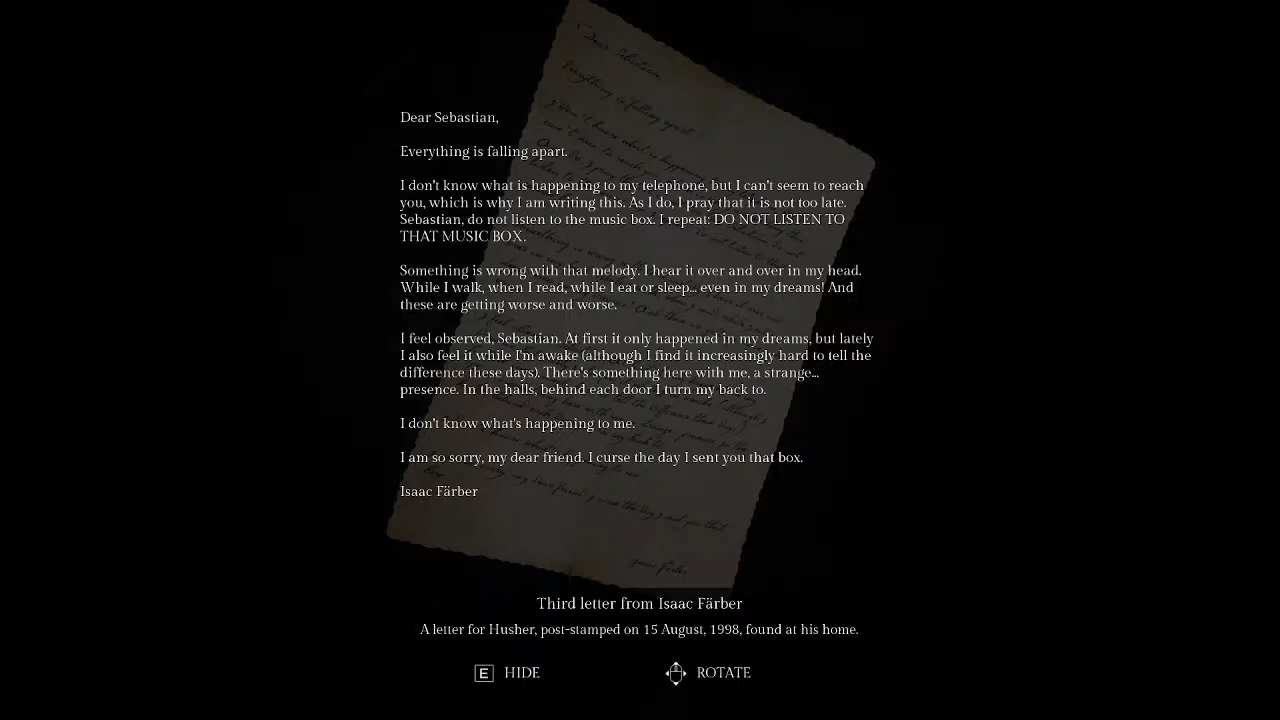 Dear Sebastian,
Everything is falling apart.
I don't know what is happening to my telephone, but I can't seem to reach
you, which is why I am writing this. As I do, I pray that it is not too late.
Sebastian, do not listen to the music box. I repeat: DO NOT LISTEN TO
THAT MUSIC BOX.
Something is wrong with that melody. I hear it over and over in my head.
While I walk, when I read, while I eat or sleep... even in my dreams! And
these are getting worse and worse.
I feel observed, Sebastian. At first it only happened in my dreams, but lately
I also feel it while I'm awake (although I find it increasingly hard to tell the
difference these days). There's something here with me, a strange...
presence. In the halls, behind each door I turn my back to.
I don't know what's happening to me.
I am so sorry, my dear friend. I curse the day I sent you that box.
Isaac Färber
Third letter from Isaac Färber
A letter for Husher, post-stamped on 15 August, 1998, found at his home.
E HIDE
ROTATE